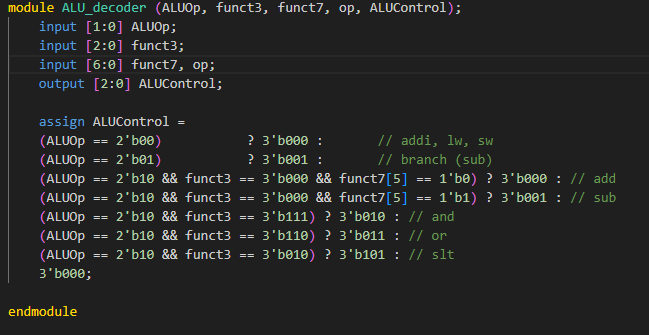 module ALU_decoder (ALUOp, funct3, funct7, op, ALUControl);
    input [1:0] ALUOp;
    input [2:0] funct3;
    input [6:0] funct7, op;
    output [2:0] ALUControl;

    assign ALUControl =
    (ALUOp == 2'b00)           ? 3'b000 :       // addi, lw, sw
    (ALUOp == 2'b01)           ? 3'b001 :       // branch (sub)
    (ALUOp == 2'b10 && funct3 == 3'b000 && funct7[5] == 1'b0) ? 3'b000 : // add
    (ALUOp == 2'b10 && funct3 == 3'b000 && funct7[5] == 1'b1) ? 3'b001 : // sub
    (ALUOp == 2'b10 && funct3 == 3'b111) ? 3'b010 : // and
    (ALUOp == 2'b10 && funct3 == 3'b110) ? 3'b011 : // or
    (ALUOp == 2'b10 && funct3 == 3'b010) ? 3'b101 : // slt
    3'b000;

endmodule